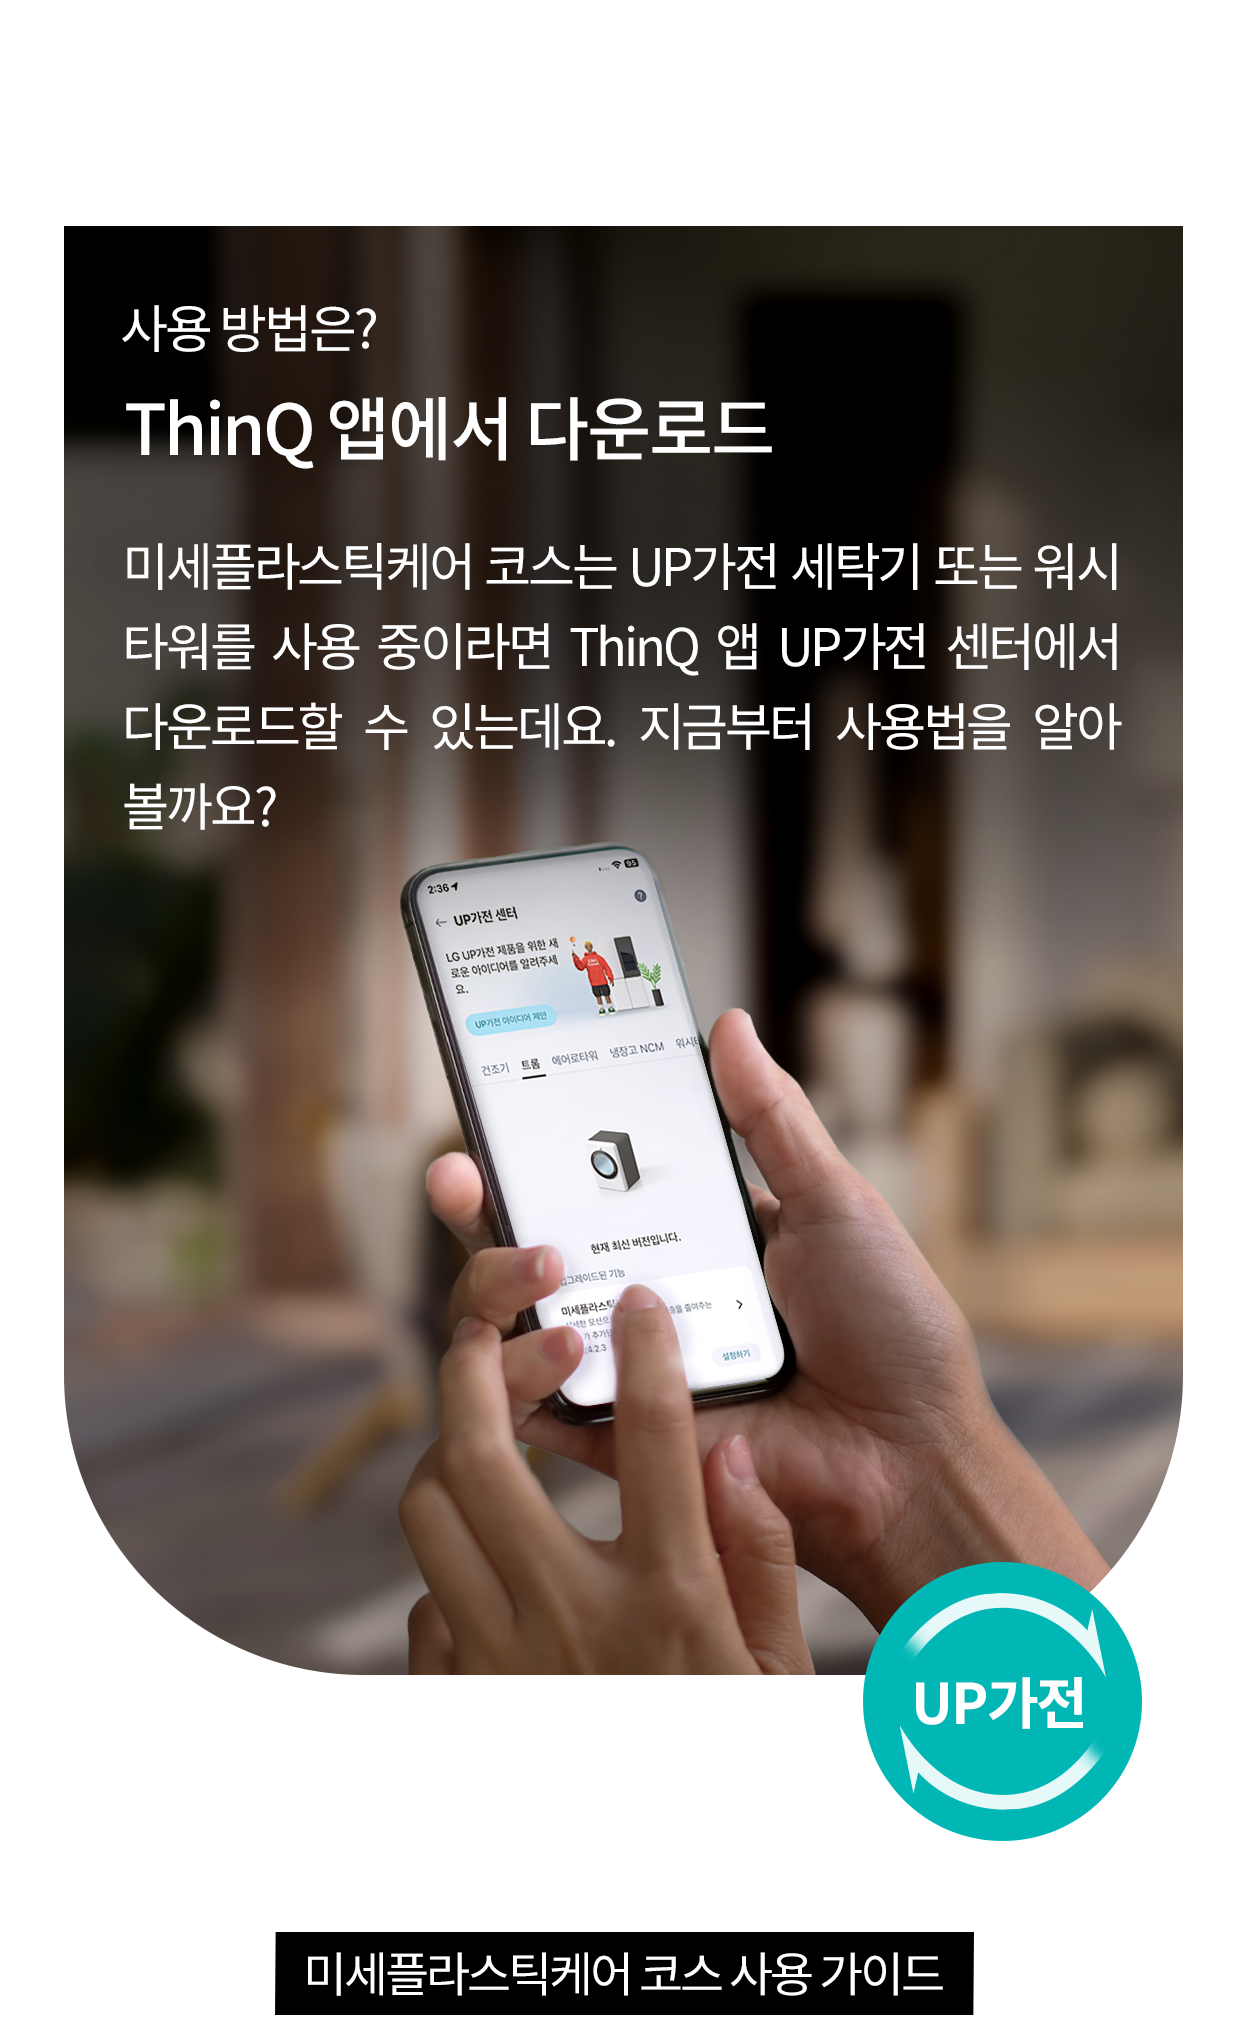 사용 방법은?
ThinQ 앱에서 다운로드
미세플라스틱케어 코스는 UP가전 세탁기 또는 워시
타워를 사용 중이라면 ThinQ 앱 UP가전 센터에서
다운로드할 수 있는데요. 지금부터 사용법을 알아
볼까요?
2:36
95
UP가전 센터
?
LG UP가전 제품을 위한 새
로운 아이디어를 알려주세
요.
UP가전 아이디어 제안
건조기 트롬 에어로타워 냉장고 NCM 워시타
현재 최신 버전입니다.
업그레이드된 기능
미세플라스틱
줄여주는
4.2.3
설정하기
UP가전
미세플라스틱케어 코스 사용 가이드